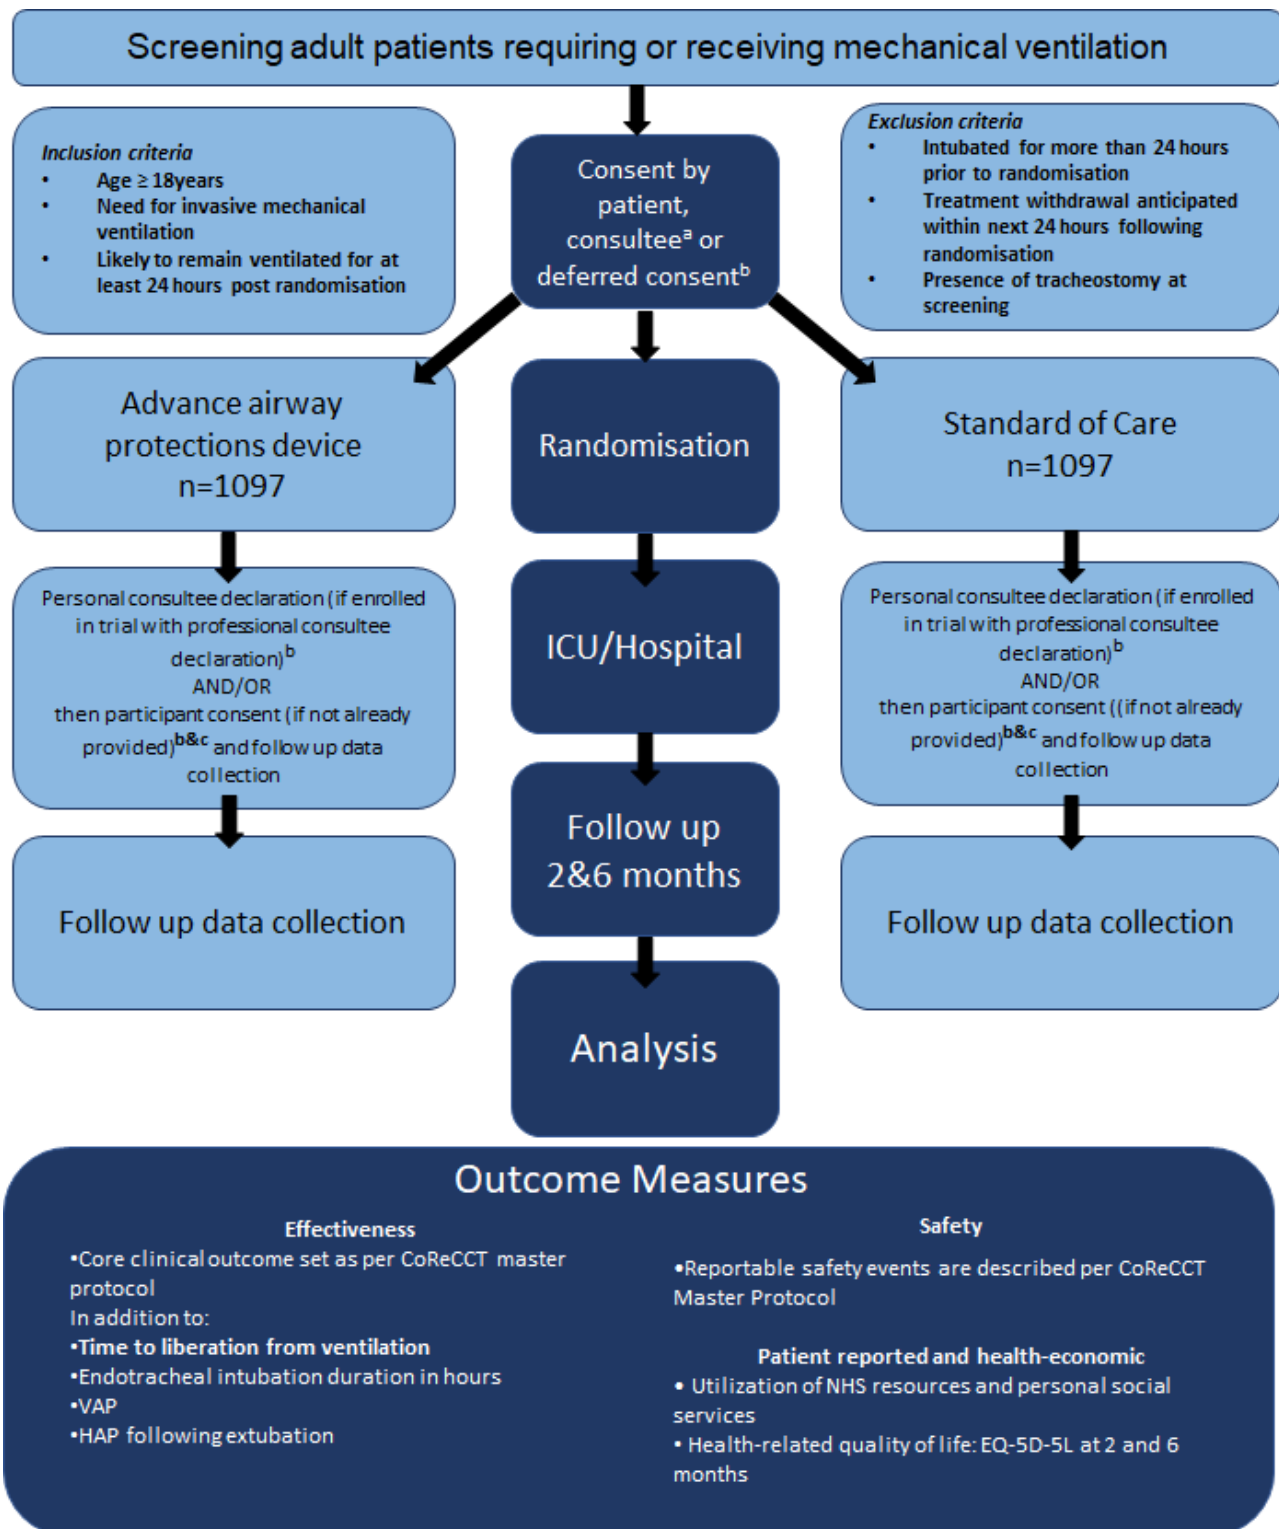 Screening adult patients requiring or receiving mechanical ventilation
Inclusion criteria
• Age ≥ 18years
• Need for invasive mechanical
ventilation
• Likely to remain ventilated for at
least 24 hours post randomisation
Consent by
patient,
consulteeᵃ or
deferred consentᵇ
Exclusion criteria
• Intubated for more than 24 hours
prior to randomisation
• Treatment withdrawal anticipated
within next 24 hours following
randomisation
• Presence of tracheostomy at
screening
Advance airway
protections device
n=1097
Randomisation
Standard of Care
n=1097
Personal consultee declaration (if enrolled
in trial with professional consultee
declaration)ᵇ
AND/OR
then participant consent (if not already
provided)ᵇ&ᶜ and follow up data
collection
ICU/Hospital
Personal consultee declaration (if enrolled
in trial with professional consultee
declaration)ᵇ
AND/OR
then participant consent ((if not already
provided)ᵇ&ᶜ and follow up data
collection
Follow up
2&6 months
Follow up data collection
Follow up data collection
Analysis
Outcome Measures
Effectiveness
•Core clinical outcome set as per CoReCCT master
protocol
In addition to:
•Time to liberation from ventilation
•Endotracheal intubation duration in hours
•VAP
•HAP following extubation
Safety
•Reportable safety events are described per CoReCCT
Master Protocol
Patient reported and health-economic
• Utilization of NHS resources and personal social
services
• Health-related quality of life: EQ-5D-5L at 2 and 6
months